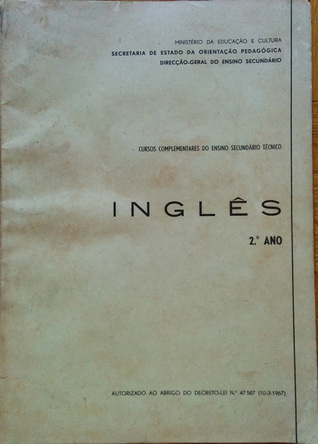 MINISTÉRIO DA EDUCAÇÃO E CULTURA
SECRETARIA DE ESTADO DA ORIENTAÇÃO PEDAGÓGICA
DIRECÇÃO-GERAL DO ENSINO SECUNDÁRIO
CURSOS COMPLEMENTARES DO ENSINO SECUNDÁRIO TÉCNICO
INGLÊS
2.º ANO
AUTORIZADO AO ABRIGO DO DECRETO-LEI N.º 47 587 (10-3-1967)